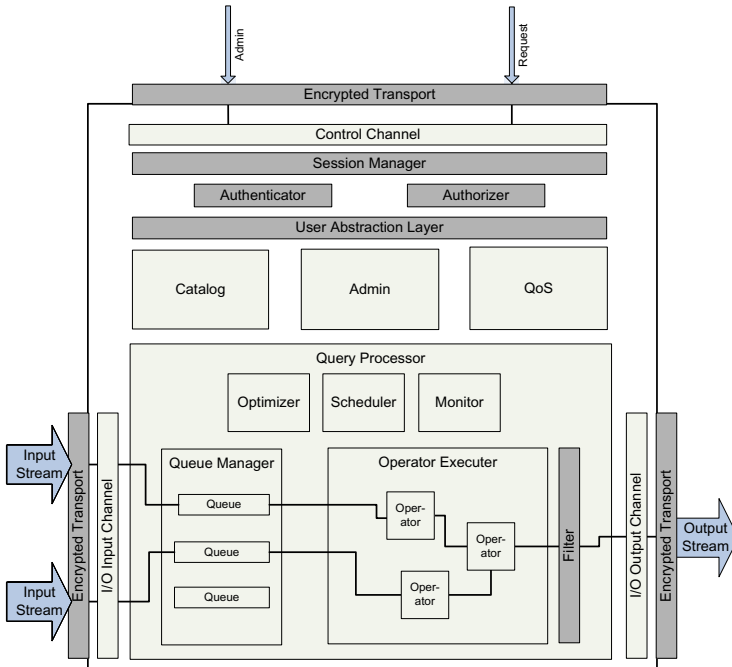 Admin
Request
Encrypted Transport
Control Channel
Session Manager
Authenticator
Authorizer
User Abstraction Layer
Catalog
Admin
QoS
Query Processor
Optimizer
Scheduler
Monitor
Input
Stream
Input
Stream
Encrypted Transport
I/O Input Channel
Queue Manager
Queue
Queue
Queue
Operator Executer
Oper-
ator
Oper-
ator
Oper-
ator
Filter
I/O Output Channel
Encrypted Transport
Output
Stream